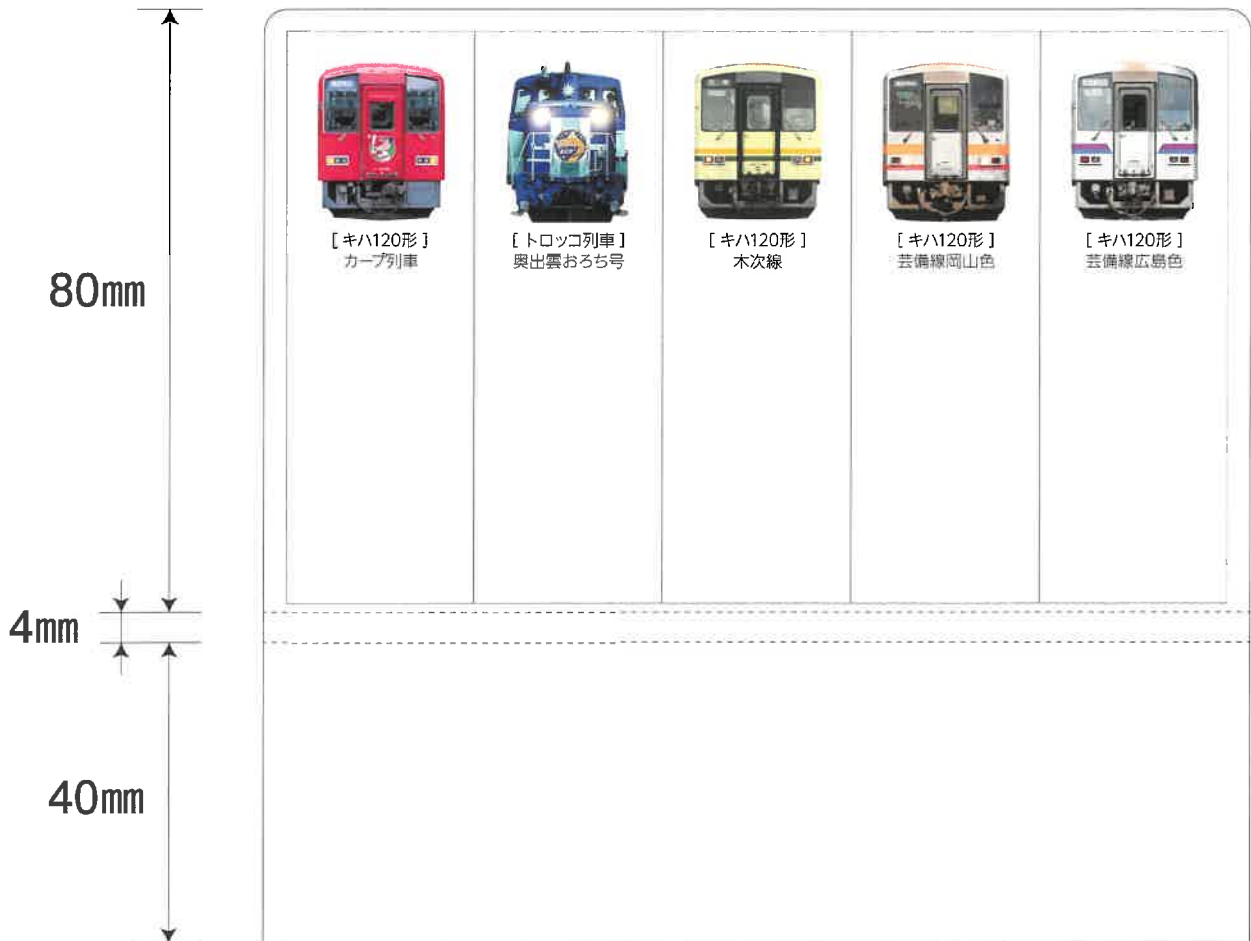 80mm
4mm
40mm
[ キハ120形 ]
カープ列車
[ トロッコ列車 ]
奥出雲おろち号
[ キハ120形 ]
木次線
[ キハ120形 ]
芸備線岡山色
[ キハ120形 ]
芸備線広島色